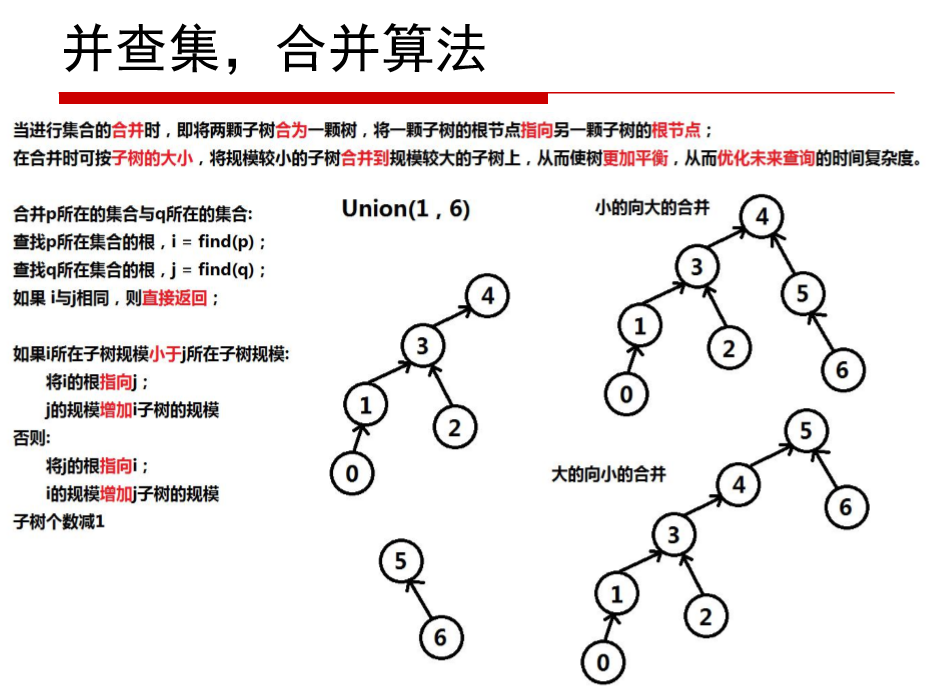 并查集，合并算法
当进行集合的合并时，即将两颗子树合为一颗树，将一颗子树的根节点指向另一颗子树的根节点；
在合并时可按子树的大小，将规模较小的子树合并到规模较大的子树上，从而使树更加平衡，从而优化未来查询的时间复杂度。
合并p所在的集合与q所在的集合:
查找p所在集合的根，i = find(p)；
查找q所在集合的根，j = find(q)；
如果 i与j相同，则直接返回；
如果i所在子树规模小于j所在子树规模:
将i的根指向j；
j的规模增加i子树的规模
否则:
将j的根指向i；
i的规模增加j子树的规模
子树个数减1
Union(1 , 6)
4
3
1
2
0
5
6
小的向大的合并
4
3
5
1
2
6
0
大的向小的合并
5
4
6
3
1
2
0